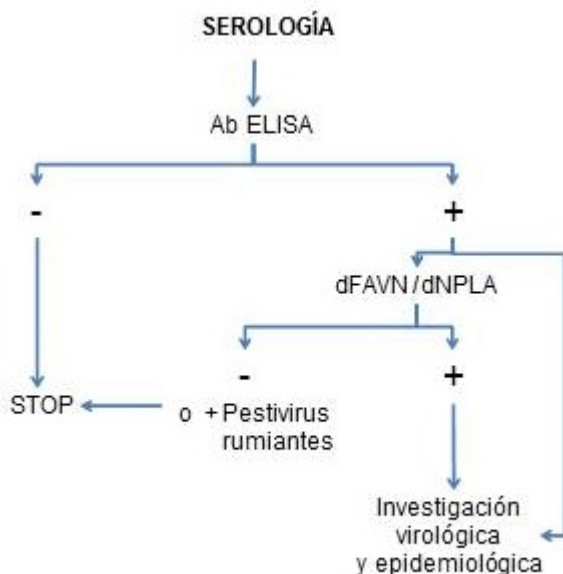 SEROLOGÍA
Ab ELISA
- +
dFAVN/dNPLA
- +
STOP o + Pestivirus
rumiantes
Investigación
virológica
y epidemiológica